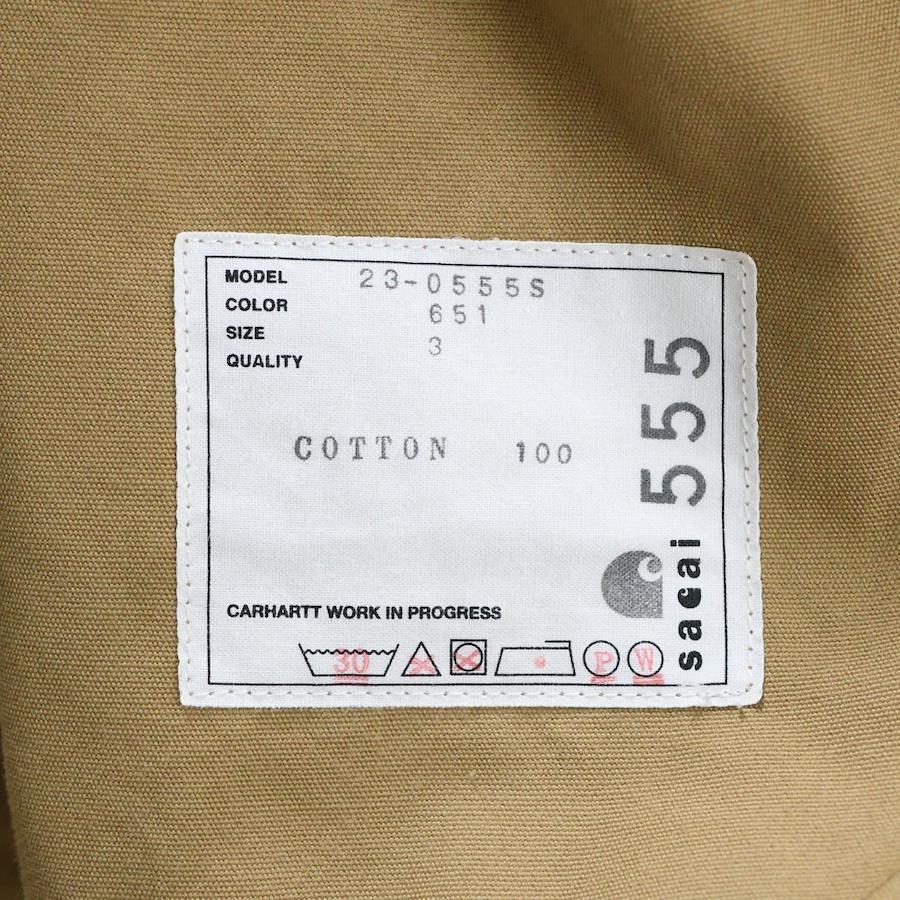 MODEL 23-0555S
COLOR 651
SIZE 3
QUALITY
COTTON 100
555
sacai
CARHARTT WORK IN PROGRESS
30 P W